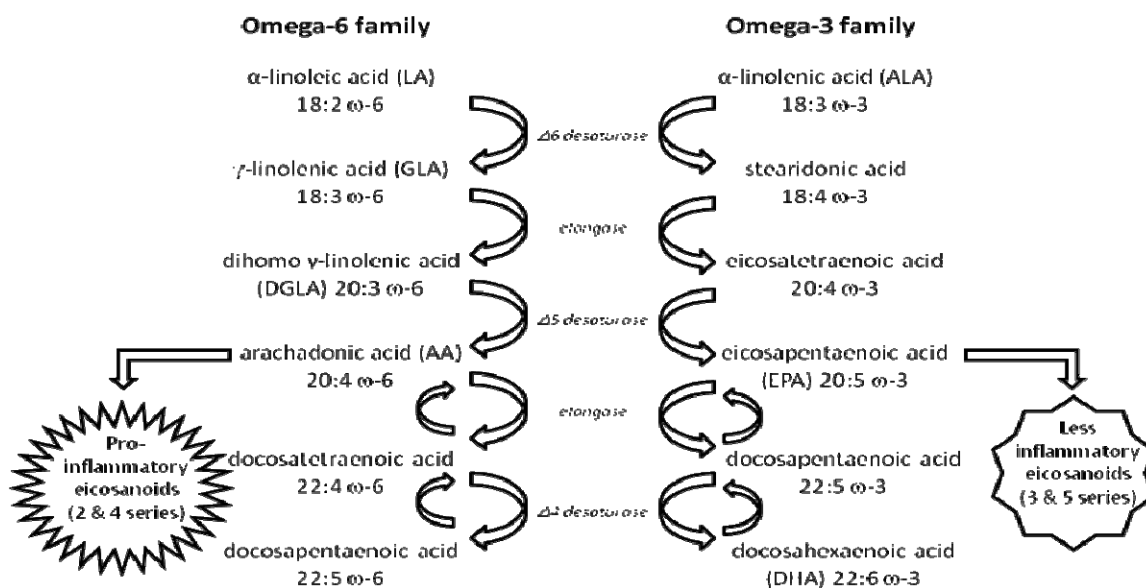 Omega-6 family
α-linoleic acid (LA)
18:2 ω-6
γ-linolenic acid (GLA)
18:3 ω-6
dihomo γ-linolenic acid
(DGLA) 20:3 ω-6
arachadonic acid (AA)
20:4 ω-6
docosatetraenoic acid
22:4 ω-6
docosapentaenoic acid
22:5 ω-6
Pro-
inflammatory
eicosanoids
(2 & 4 series)
Δ6 desaturase
elongase
Δ5 desaturase
elongase
Δ4 desaturase
Omega-3 family
α-linolenic acid (ALA)
18:3 ω-3
stearidonic acid
18:4 ω-3
eicosatetraenoic acid
20:4 ω-3
eicosapentaenoic acid
(EPA) 20:5 ω-3
docosapentaenoic acid
22:5 ω-3
docosahexaenoic acid
(DHA) 22:6 ω-3
Less
inflammatory
eicosanoids
(3 & 5 series)